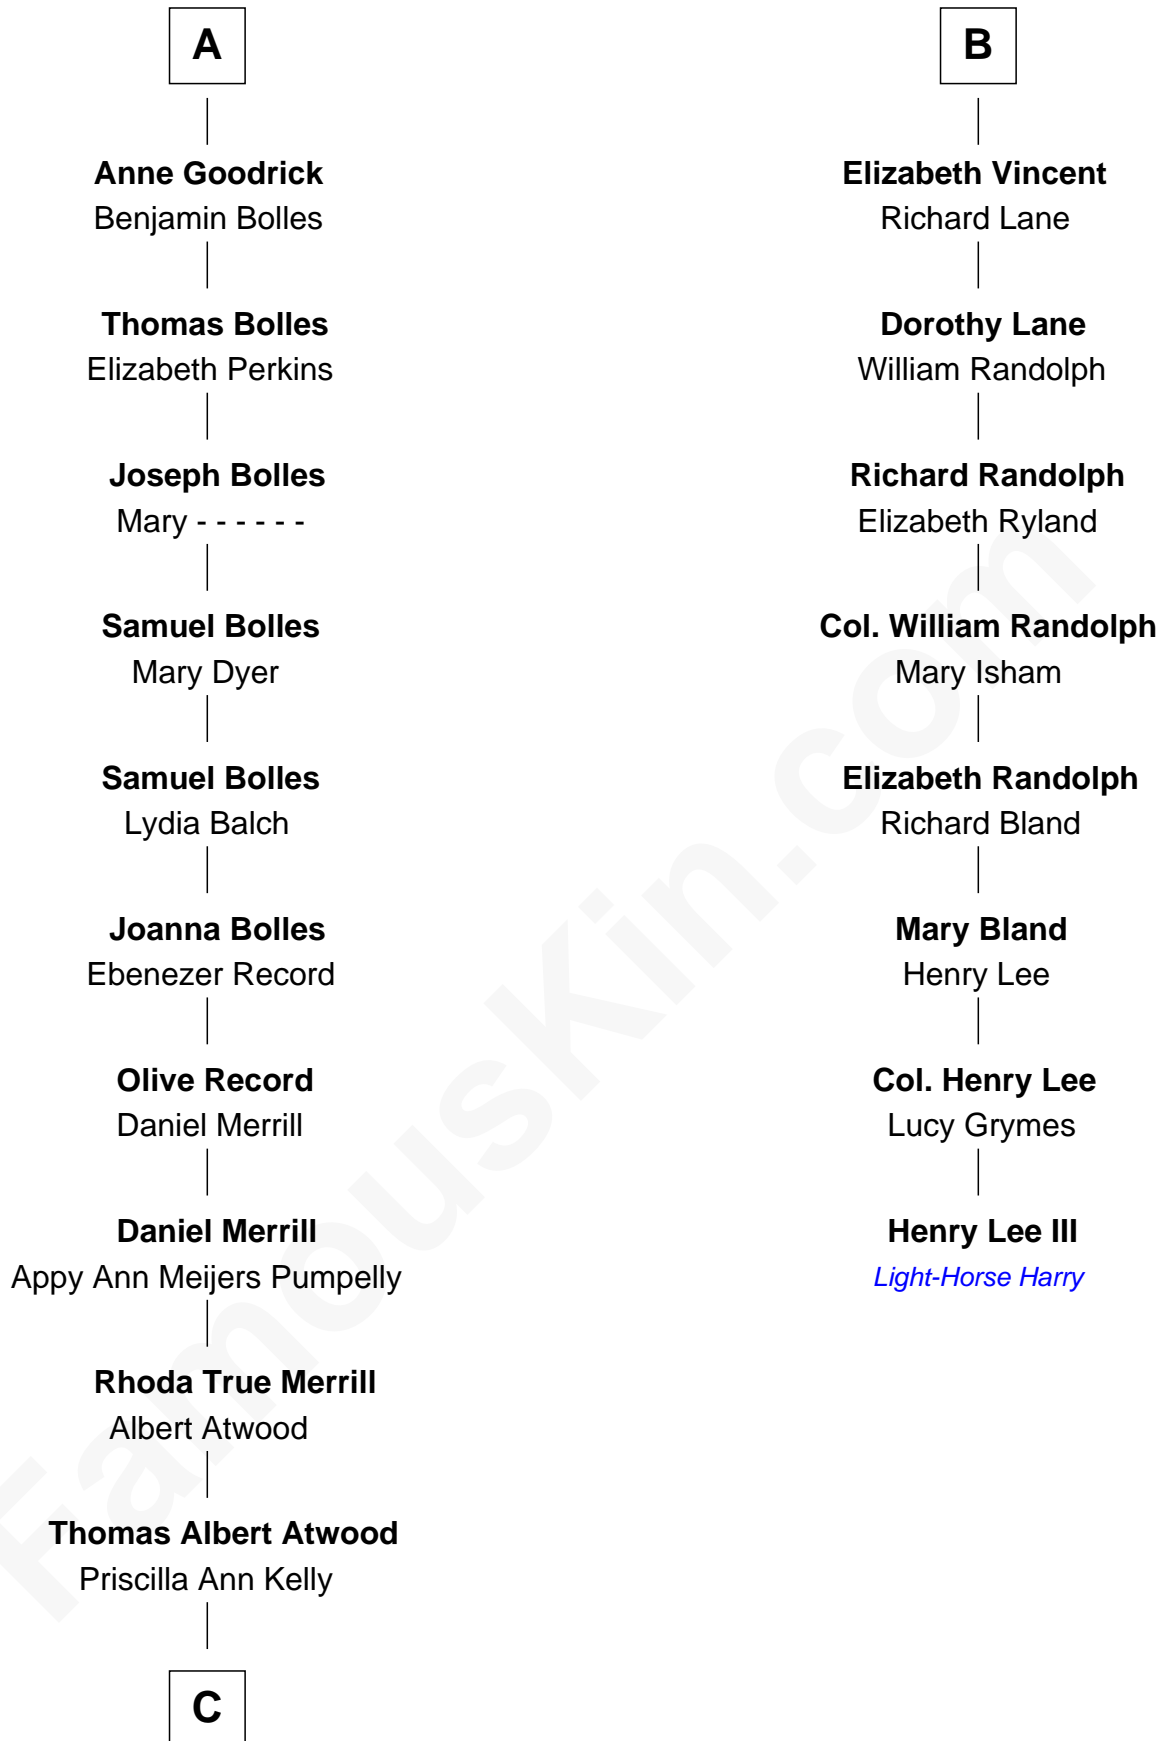 A
Anne Goodrick
Benjamin Bolles
Thomas Bolles
Elizabeth Perkins
Joseph Bolles
Mary - - - - - -
Samuel Bolles
Mary Dyer
Samuel Bolles
Lydia Balch
Joanna Bolles
Ebenezer Record
Olive Record
Daniel Merrill
Daniel Merrill
Appy Ann Meijers Pumpelly
Rhoda True Merrill
Albert Atwood
Thomas Albert Atwood
Priscilla Ann Kelly
C
B
Elizabeth Vincent
Richard Lane
Dorothy Lane
William Randolph
Richard Randolph
Elizabeth Ryland
Col. William Randolph
Mary Isham
Elizabeth Randolph
Richard Bland
Mary Bland
Henry Lee
Col. Henry Lee
Lucy Grymes
Henry Lee III
Light-Horse Harry
FamousKin.com